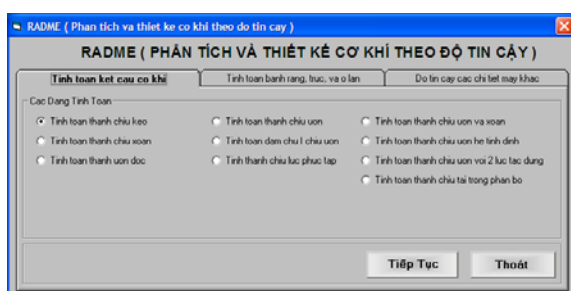 RADME ( Phan tich va thiet ke co khi theo do tin cay )
RADME ( PHÂN TÍCH VÀ THIẾT KẾ CƠ KHÍ THEO ĐỘ TIN CẬY )
Tinh toan ket cau co khi
Tinh toan banh rang, truc, va o lan
Do tin cay cac chi tiet may khac
Cac Dang Tinh Toan
Tinh toan thanh chiu keo
Tinh toan thanh chiu uon
Tinh toan thanh chiu uon va xoan
Tinh toan thanh chiu xoan
Tinh toan dam chu I chiu uon
Tinh toan thanh chiu uon he tinh dinh
Tinh toan thanh uon doc
Tinh thanh chiu luc phuc tap
Tinh toan thanh chiu uon voi 2 luc tac dung
Tinh toan thanh chiu tai trong phan bo
Tiếp Tục
Thoát